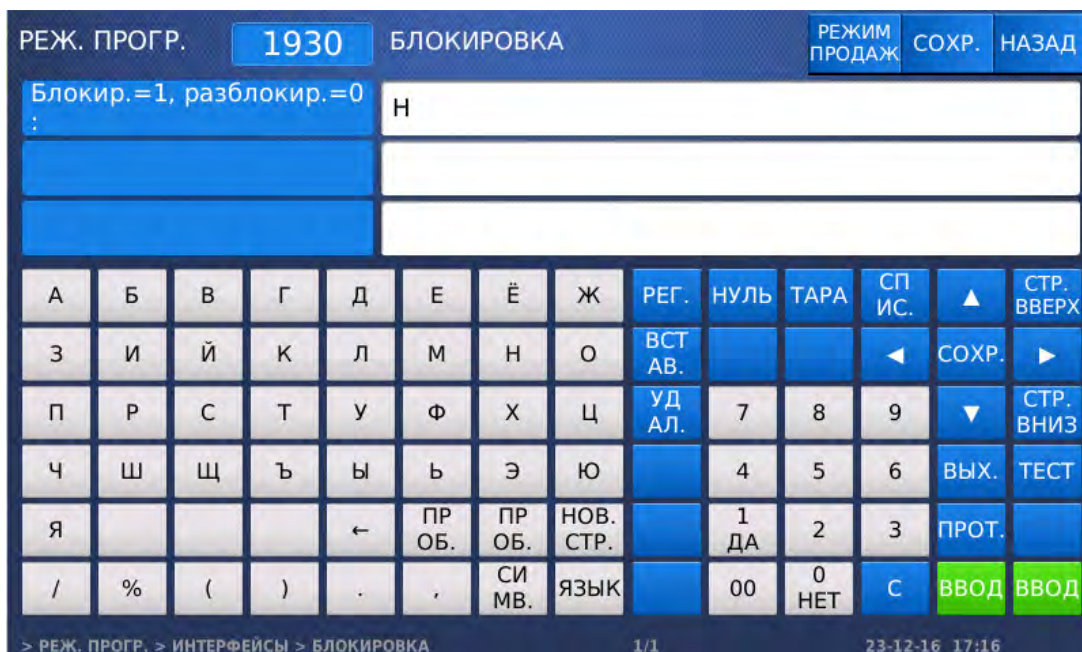 РЕЖ. ПРОГР. 1930 БЛОКИРОВКА РЕЖИМ ПРОДАЖ СОХР. НАЗАД
Блокир.=1, разблокир.=0 :
Н
А Б В Г Д Е Ё Ж РЕГ. НУЛЬ ТАРА СП ИС. ▲ СТР. ВВЕРХ
З И Й К Л М Н О ВСТ АВ. ◀ СОХР. ▶
П Р С Т У Ф Х Ц УД АЛ. 7 8 9 ▼ СТР. ВНИЗ
Ч Ш Щ Ъ Ы Ь Э Ю 4 5 6 ВЫХ. ТЕСТ
Я ← ПР ОБ. ПР ОБ. НОВ. СТР. 1 ДА 2 3 ПРОТ.
/ % ( ) . , СИ МВ. ЯЗЫК 00 0 НЕТ С ВВОД ВВОД
> РЕЖ. ПРОГР. > ИНТЕРФЕЙСЫ > БЛОКИРОВКА 1/1 23-12-16 17:16